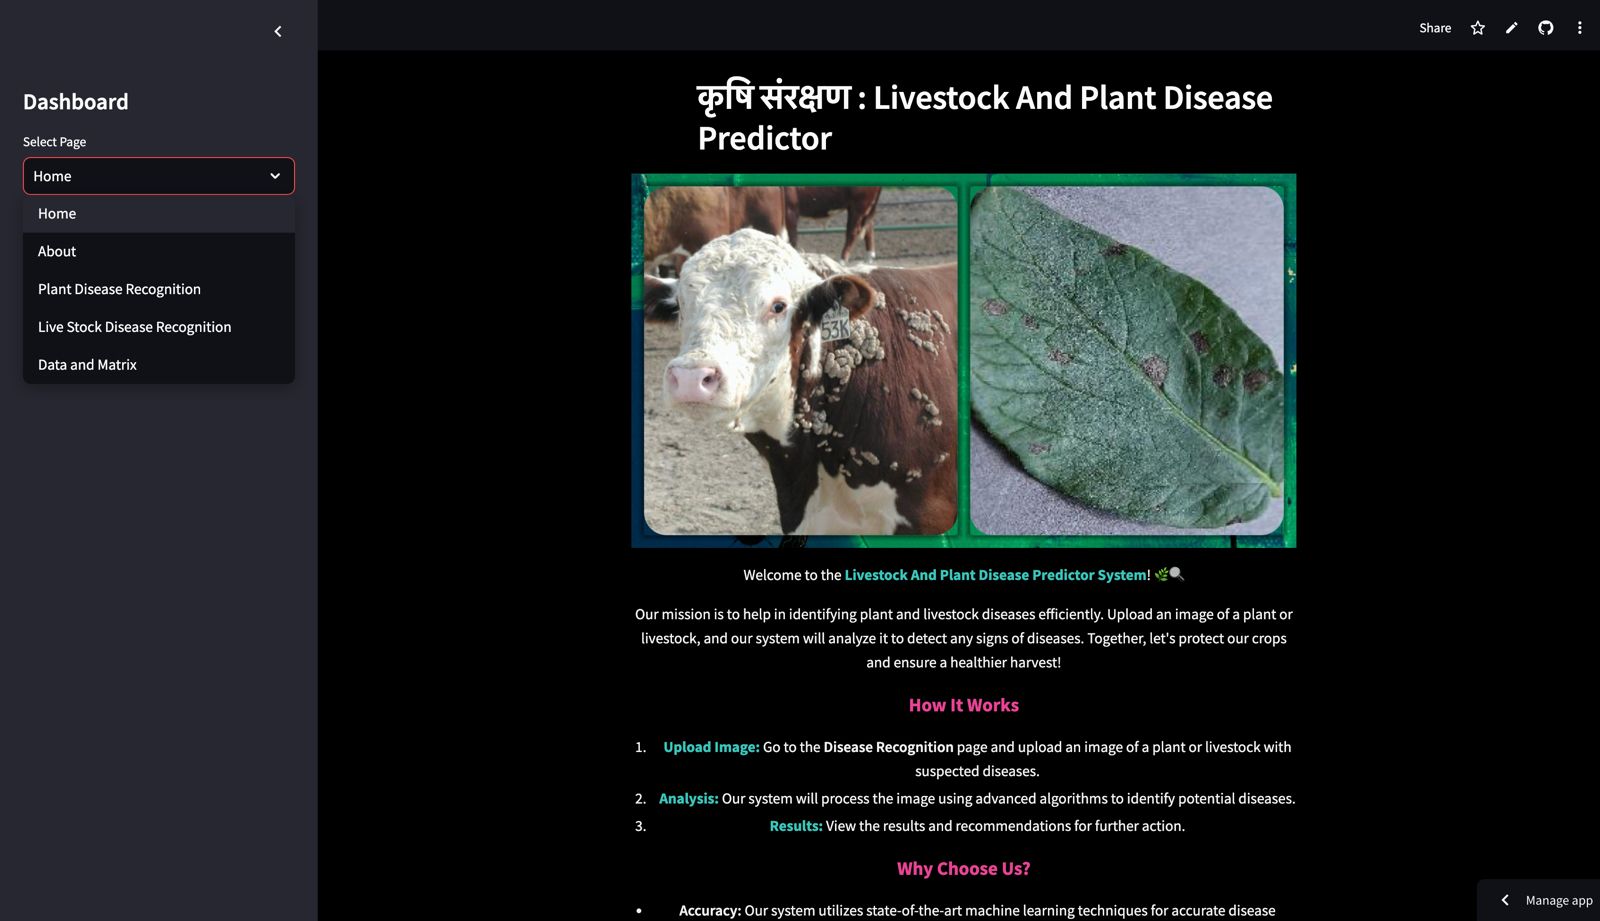 Share
Dashboard
Select Page
Home
Home
About
Plant Disease Recognition
Live Stock Disease Recognition
Data and Matrix
कृषि संरक्षण : Livestock And Plant Disease
Predictor
53K
Welcome to the Livestock And Plant Disease Predictor System! 🌿🔍
Our mission is to help in identifying plant and livestock diseases efficiently. Upload an image of a plant or
livestock, and our system will analyze it to detect any signs of diseases. Together, let's protect our crops
and ensure a healthier harvest!
How It Works
1. Upload Image: Go to the Disease Recognition page and upload an image of a plant or livestock with
suspected diseases.
2. Analysis: Our system will process the image using advanced algorithms to identify potential diseases.
3. Results: View the results and recommendations for further action.
Why Choose Us?
• Accuracy: Our system utilizes state-of-the-art machine learning techniques for accurate disease
Manage app